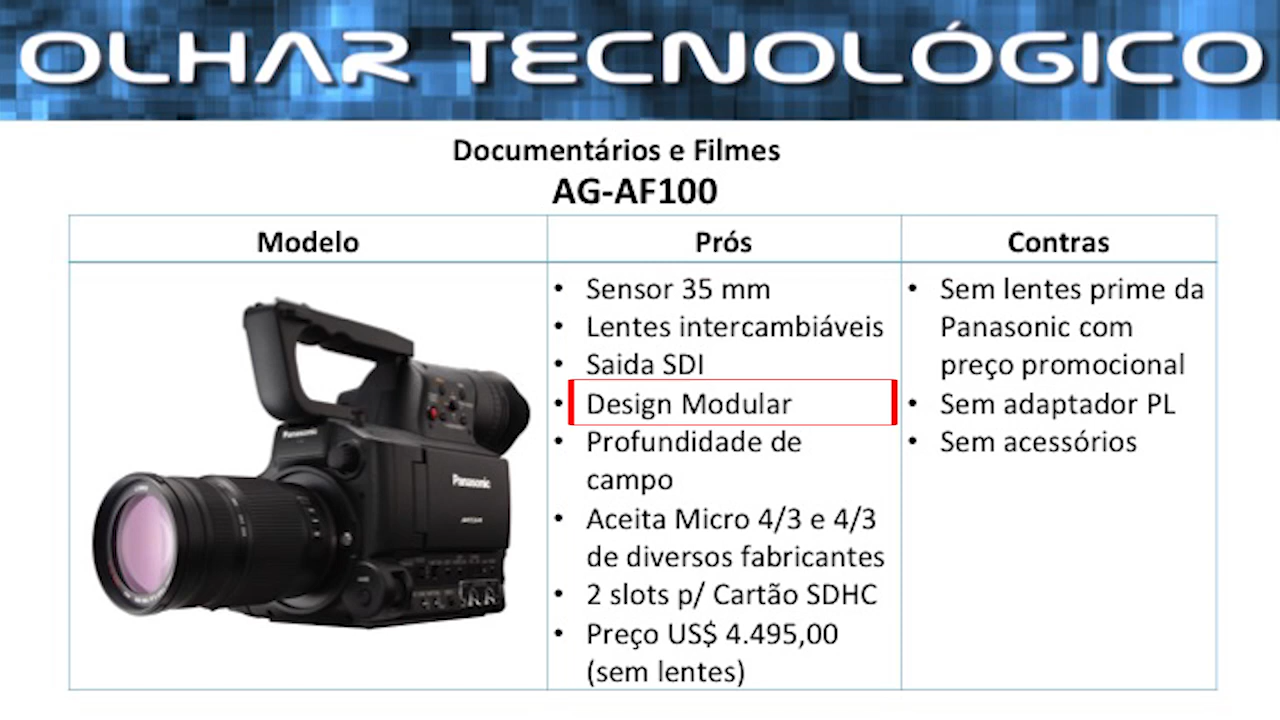 OLHAR TECNOLÓGICO
Documentários e Filmes
AG-AF100
Modelo
Prós
Contras
Panasonic
Panasonic
• Sensor 35 mm
• Lentes intercambiáveis
• Saida SDI
• Design Modular
• Profundidade de
campo
• Aceita Micro 4/3 e 4/3
de diversos fabricantes
• 2 slots p/ Cartão SDHC
• Preço US$ 4.495,00
(sem lentes)
• Sem lentes prime da
Panasonic com
preço promocional
• Sem adaptador PL
• Sem acessórios